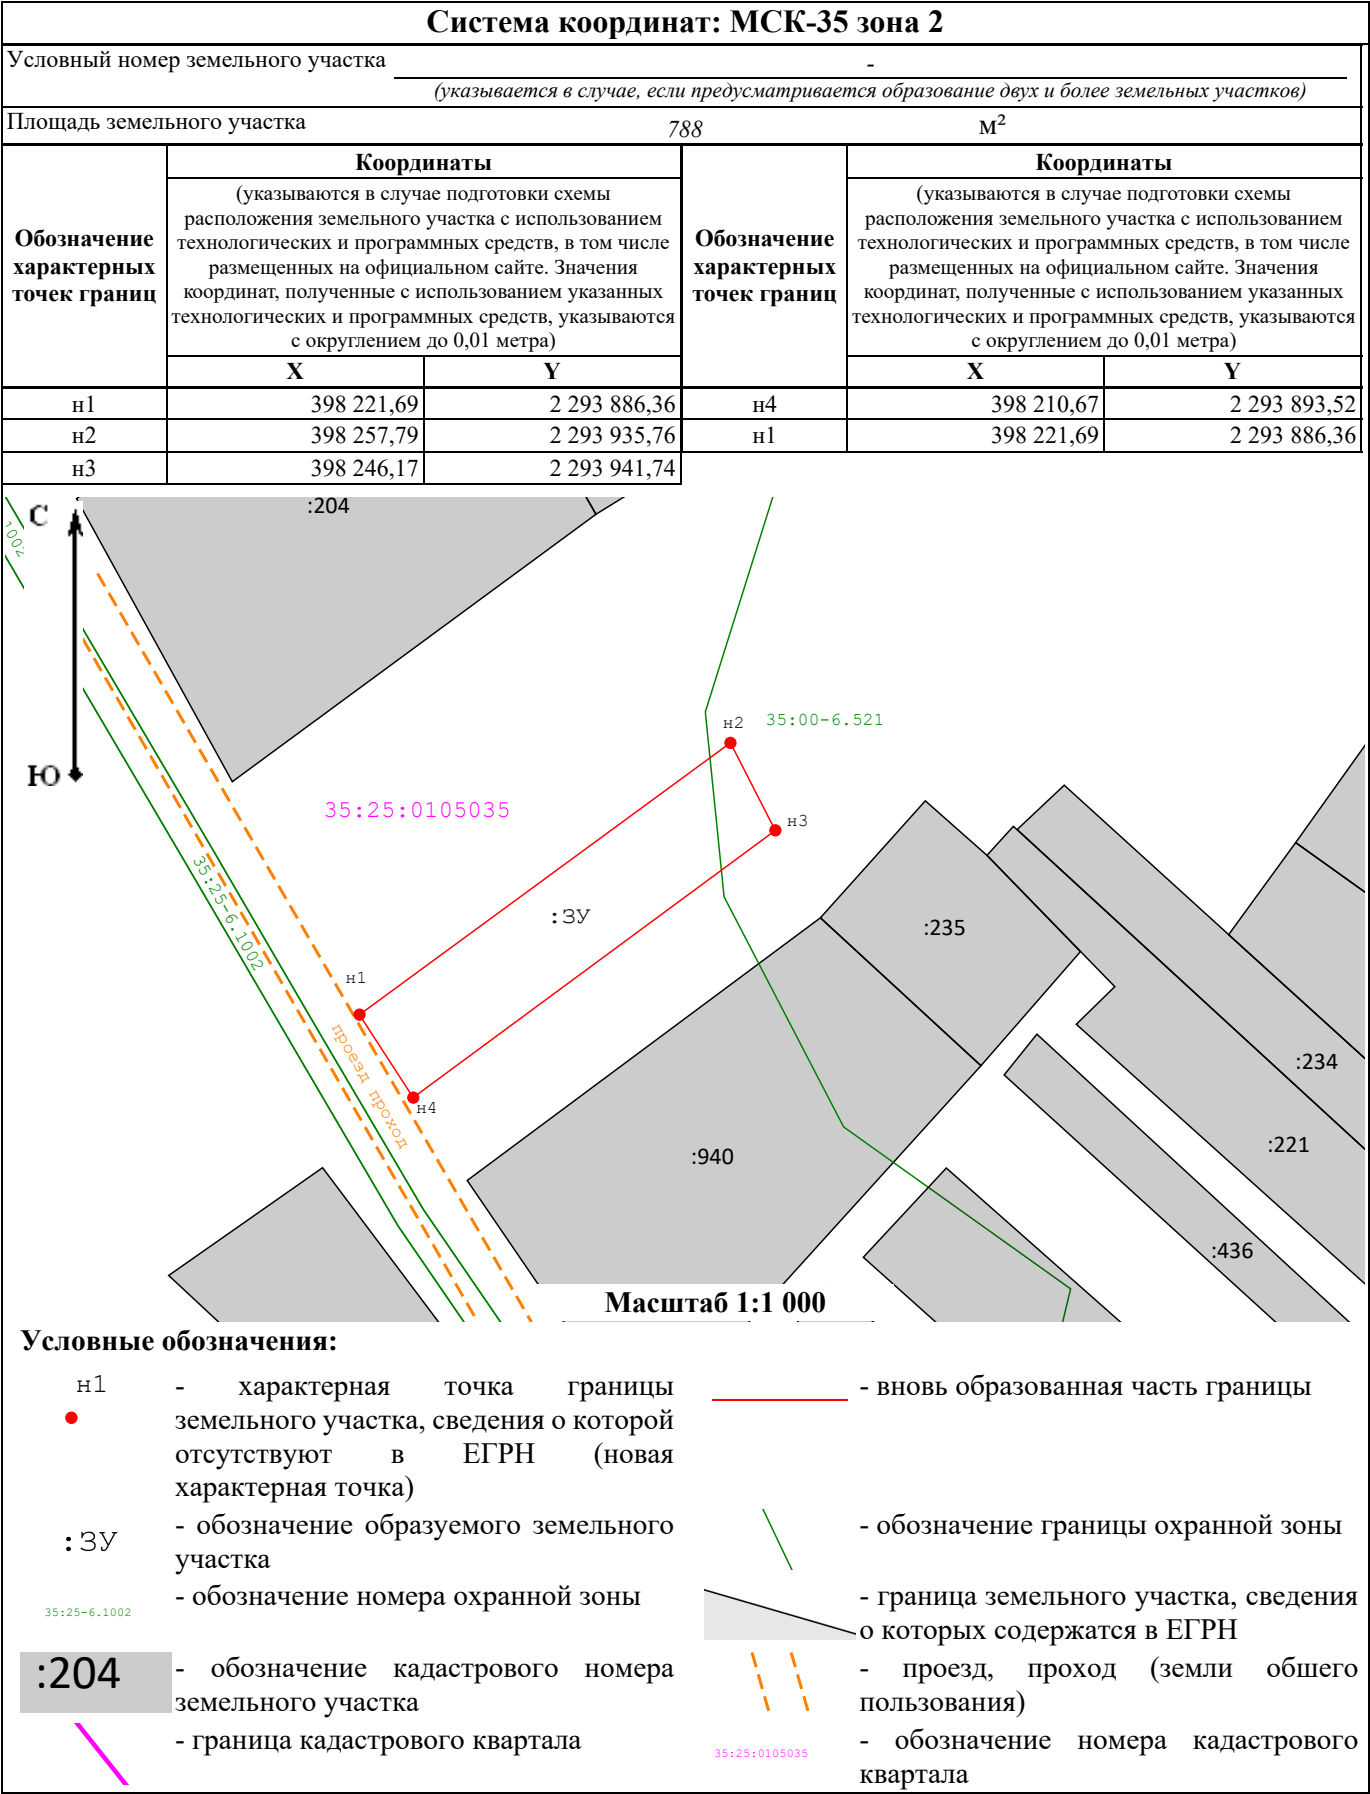 Система координат: МСК-35 зона 2
Условный номер земельного участка -
(указывается в случае, если предусматривается образование двух и более земельных участков)
Площадь земельного участка 788 м²
Обозначение
характерных
точек границ
Координаты
(указываются в случае подготовки схемы
расположения земельного участка с использованием
технологических и программных средств, в том числе
размещенных на официальном сайте. Значения
координат, полученные с использованием указанных
технологических и программных средств, указываются
с округлением до 0,01 метра)
X Y
Обозначение
характерных
точек границ
Координаты
(указываются в случае подготовки схемы
расположения земельного участка с использованием
технологических и программных средств, в том числе
размещенных на официальном сайте. Значения
координат, полученные с использованием указанных
технологических и программных средств, указываются
с округлением до 0,01 метра)
X Y
н1 398 221,69 2 293 886,36 н4 398 210,67 2 293 893,52
н2 398 257,79 2 293 935,76 н1 398 221,69 2 293 886,36
н3 398 246,17 2 293 941,74
С
:204
1002
н2
35:00-6.521
Ю
35:25:0105035
н3
35:25-6.1002
:ЗУ
:235
н1
проезд проход
:234
н4
:940
:221
:436
Масштаб 1:1 000
Условные обозначения:
н1
- характерная точка границы
земельного участка, сведения о которой
отсутствуют в ЕГРН (новая
характерная точка)
- вновь образованная часть границы
:ЗУ
- обозначение образуемого земельного
участка
- обозначение границы охранной зоны
35:25-6.1002
- обозначение номера охранной зоны
- граница земельного участка, сведения
о которых содержатся в ЕГРН
:204
- обозначение кадастрового номера
земельного участка
- проезд, проход (земли обшего
пользования)
- граница кадастрового квартала
35:25:0105035
- обозначение номера кадастрового
квартала